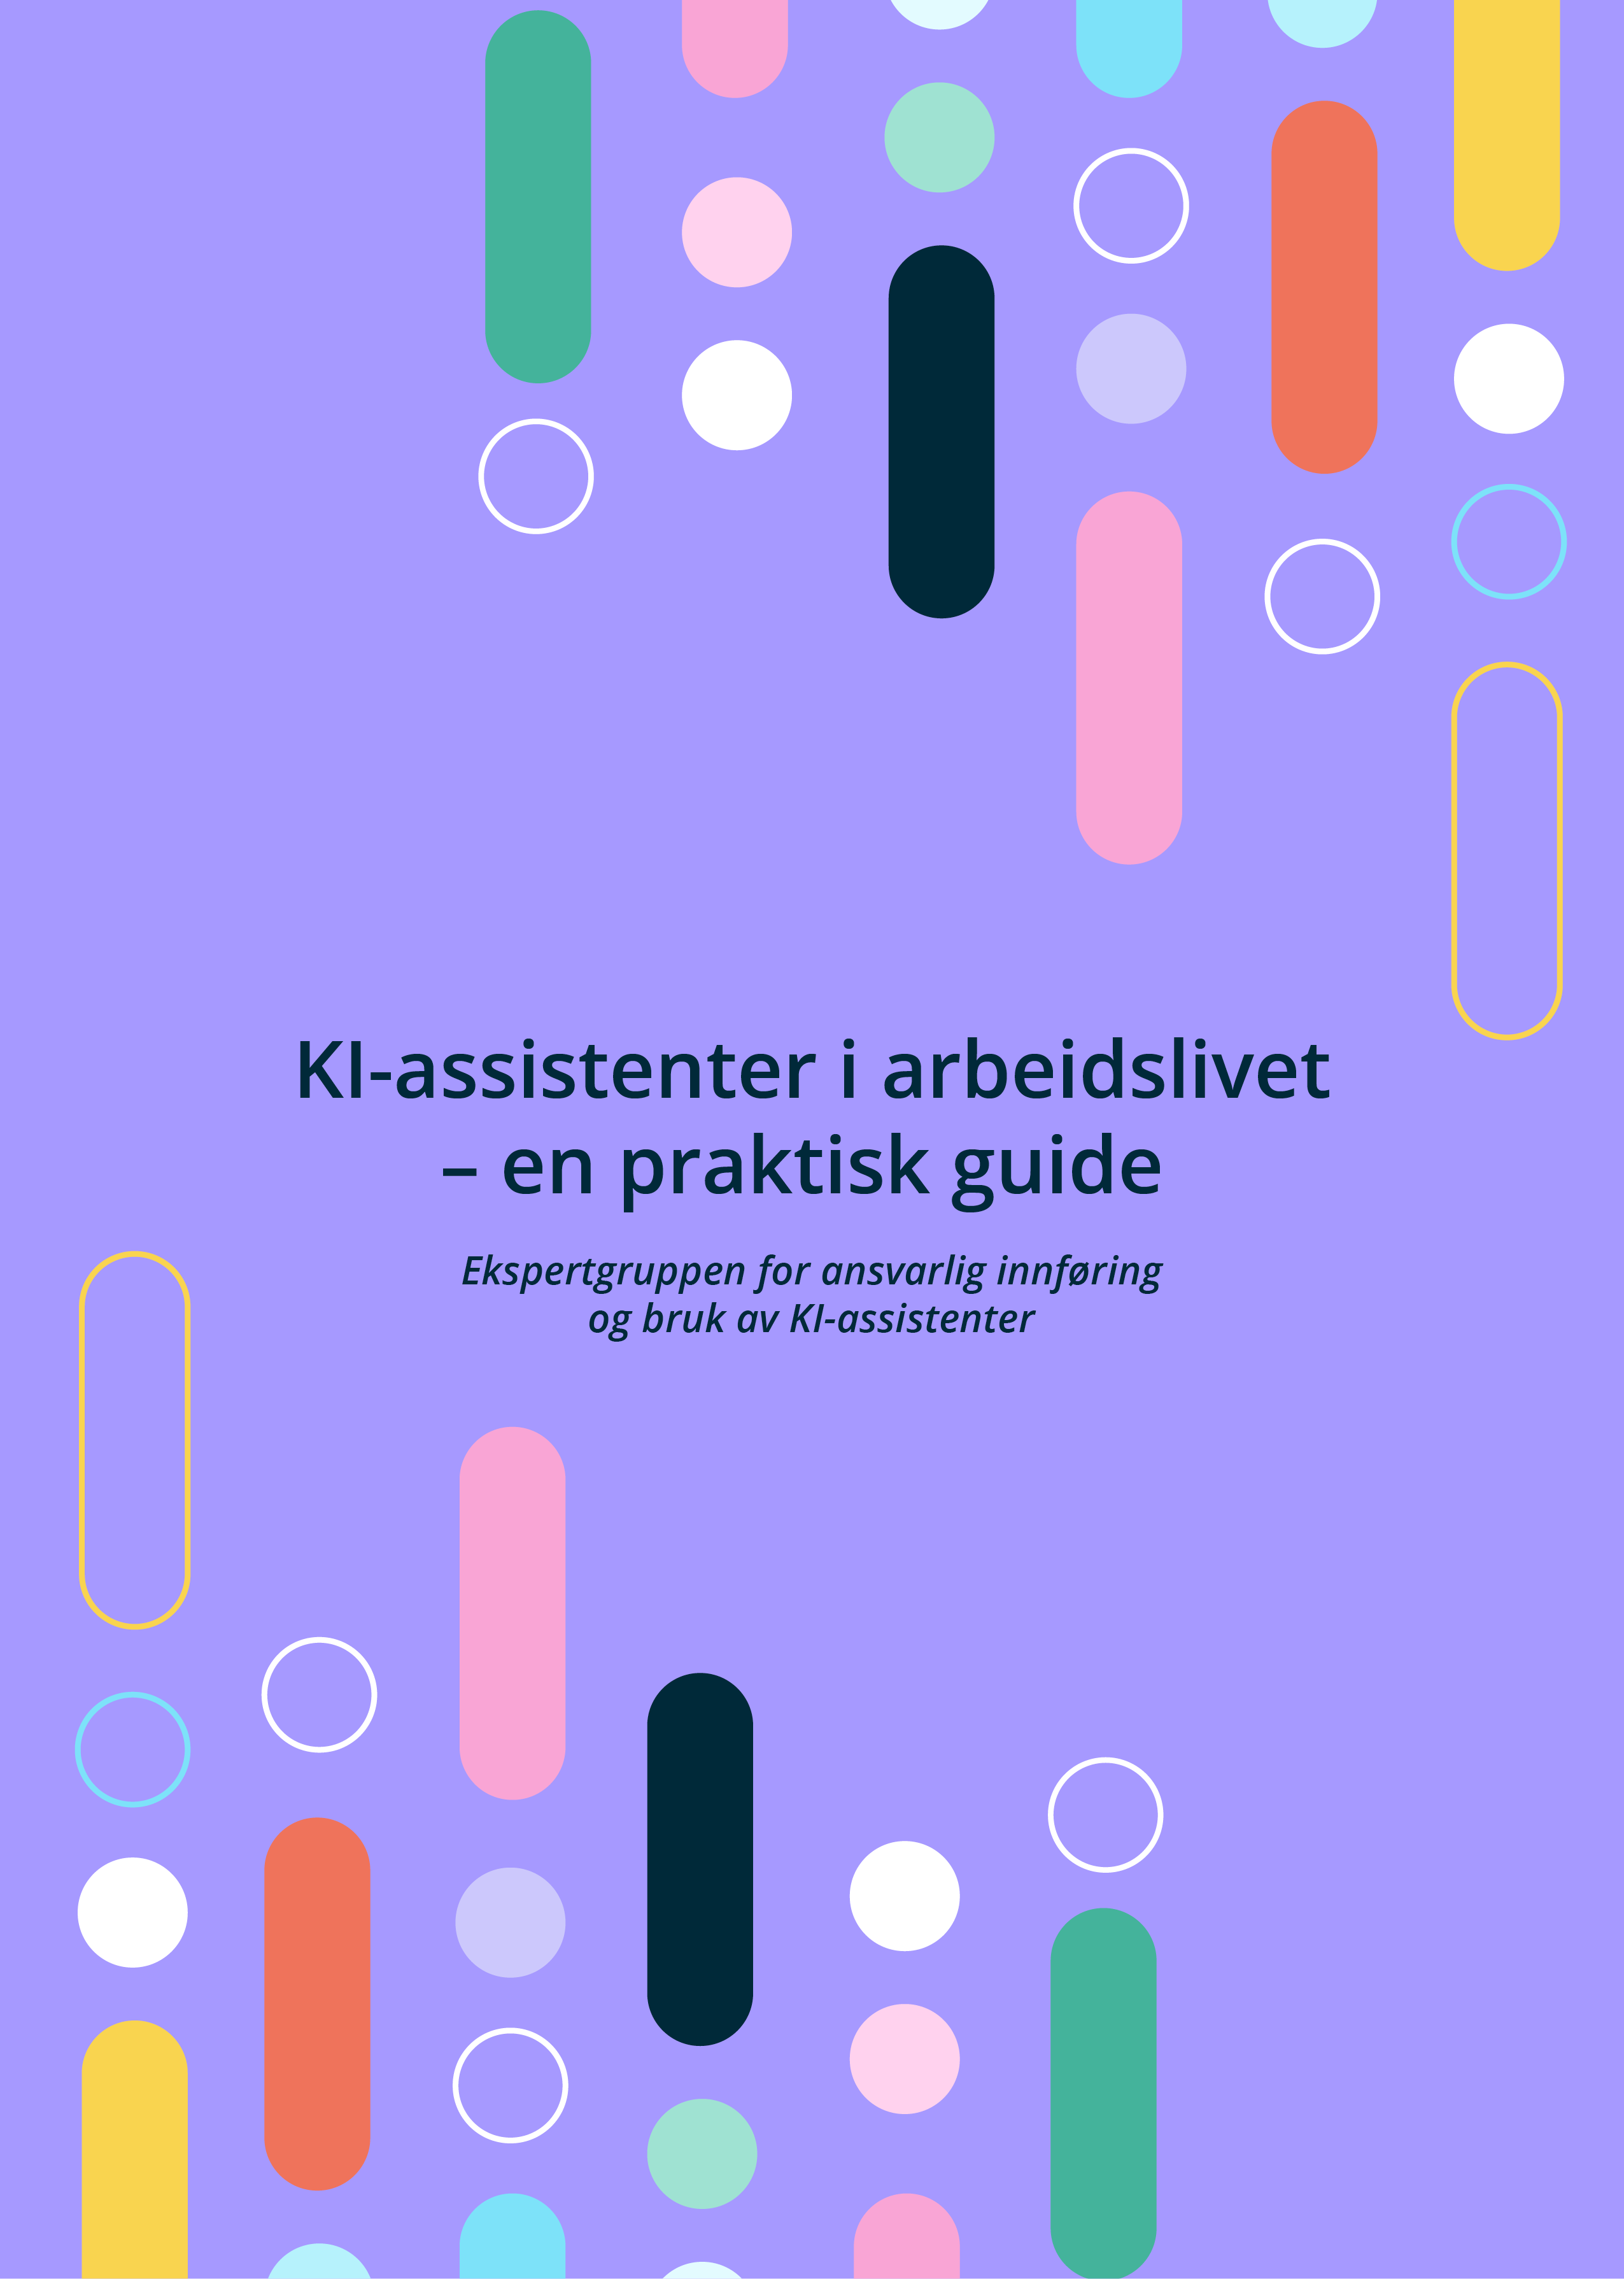 KI-assistenter i arbeidslivet
– en praktisk guide
Ekspertgruppen for ansvarlig innføring
og bruk av KI-assistenter